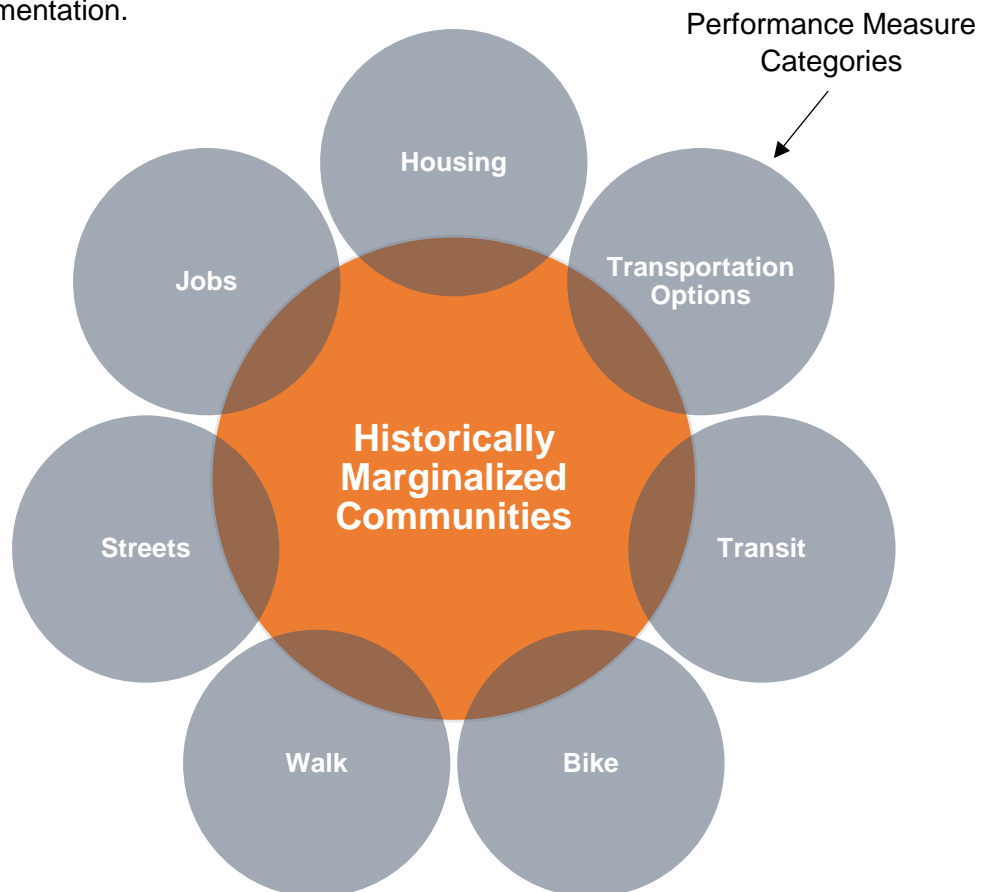 mentation.
Performance Measure
Categories
Housing
Transportation
Options
Jobs
Historically
Marginalized
Communities
Streets
Transit
Walk
Bike